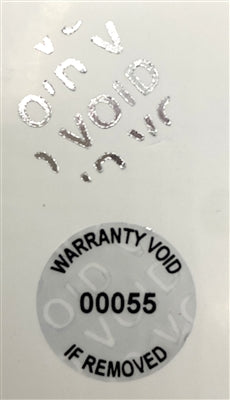 VOID
WARRANTY VOID
00055
IF REMOVED